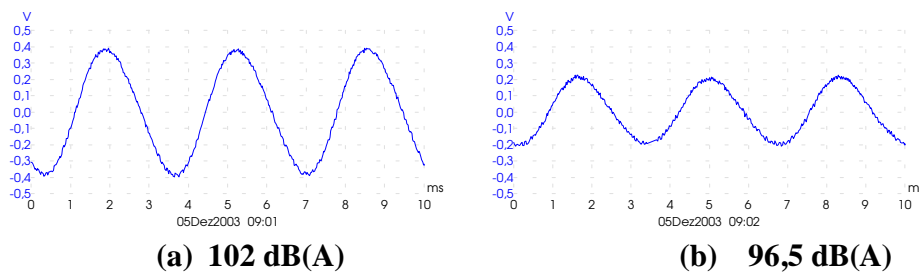 V
0,5
0,4
0,3
0,2
0,1
0,0
-0,1
-0,2
-0,3
-0,4
-0,5
0 1 2 3 4 5 6 7 8 9 10
ms
05Dez2003 09:01
(a) 102 dB(A)
V
0,5
0,4
0,3
0,2
0,1
0,0
-0,1
-0,2
-0,3
-0,4
-0,5
0 1 2 3 4 5 6 7 8 9 10
m
05Dez2003 09:02
(b) 96,5 dB(A)